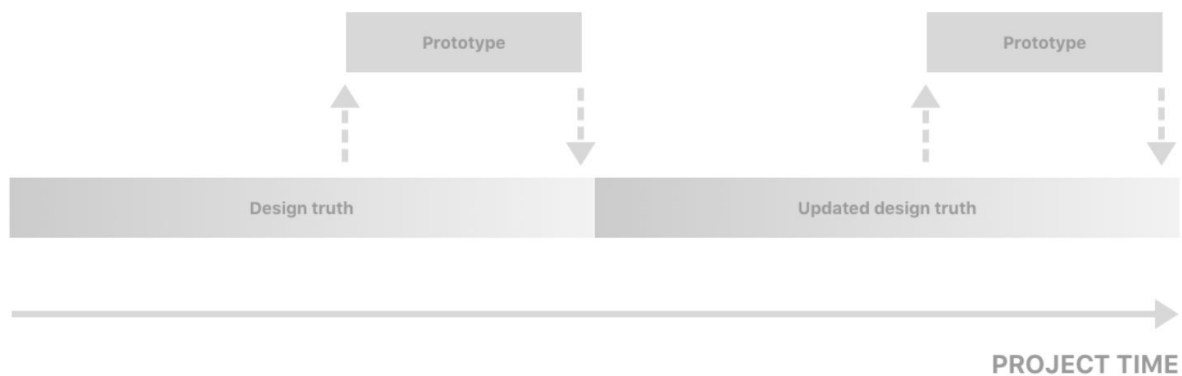 Prototype
Prototype
Design truth
Updated design truth
PROJECT TIME